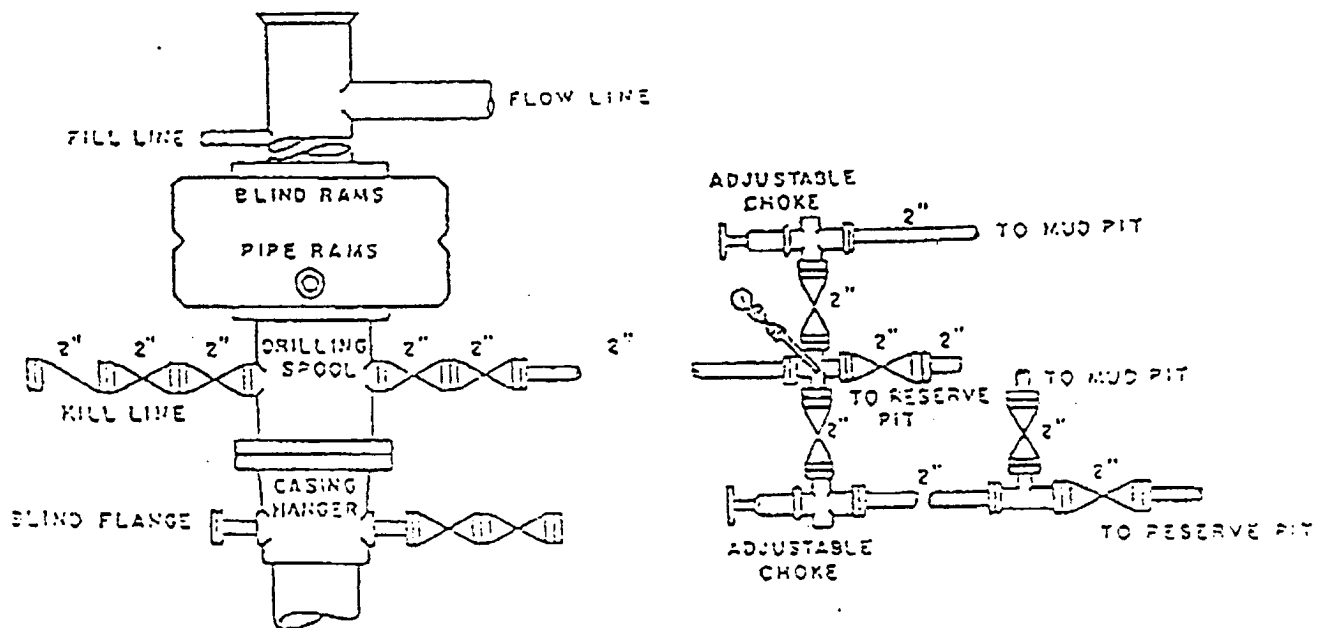 FLOW LINE
FILL LINE
BLIND RAMS
PIPE RAMS
2" 2" 2" DRILLING 2" 2" 2"
SPOOL
KILL LINE
CASING
HANGER
BLIND FLANGE
ADJUSTABLE
CHOKE
2"
TO MUD PIT
2"
2" 2"
TO RESERVE
PIT
2"
TO MUD PIT
2"
2"
2"
TO RESERVE PIT
ADJUSTABLE
CHOKE